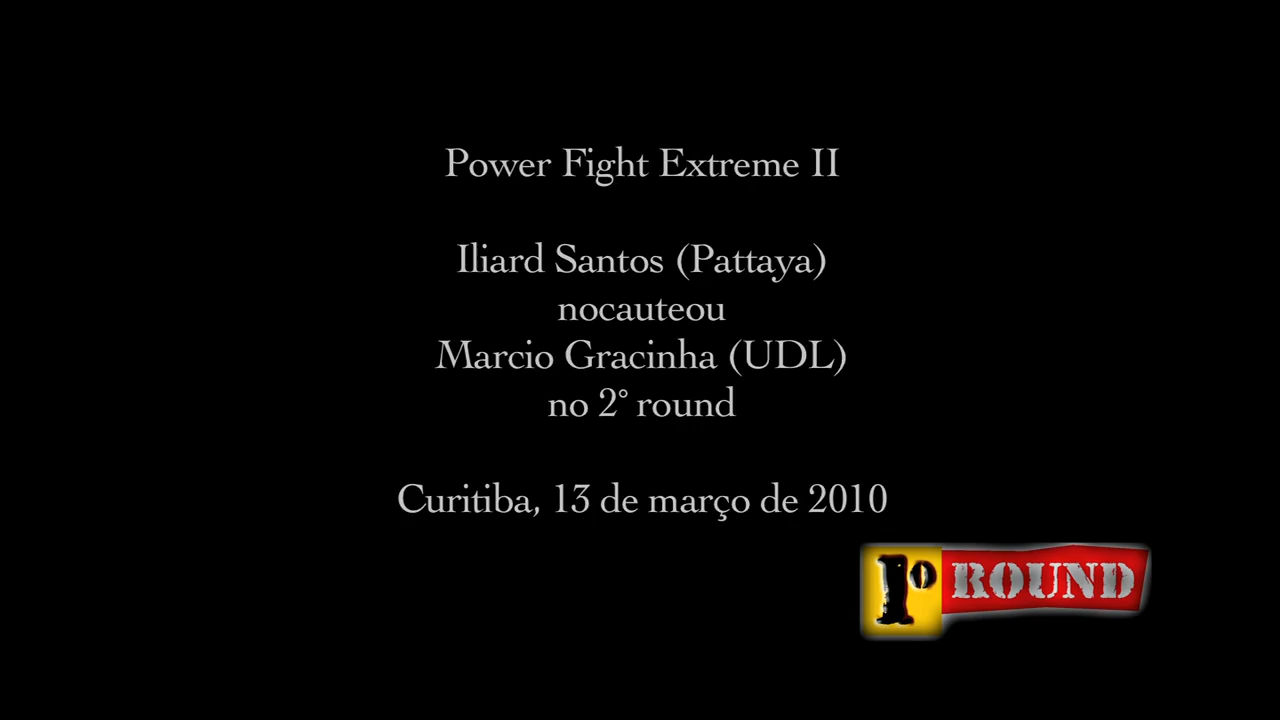 Power Fight Extreme II
Iliard Santos (Pattaya)
nocauteou
Marcio Gracinha (UDL)
no 2° round
Curitiba, 13 de março de 2010
1º ROUND